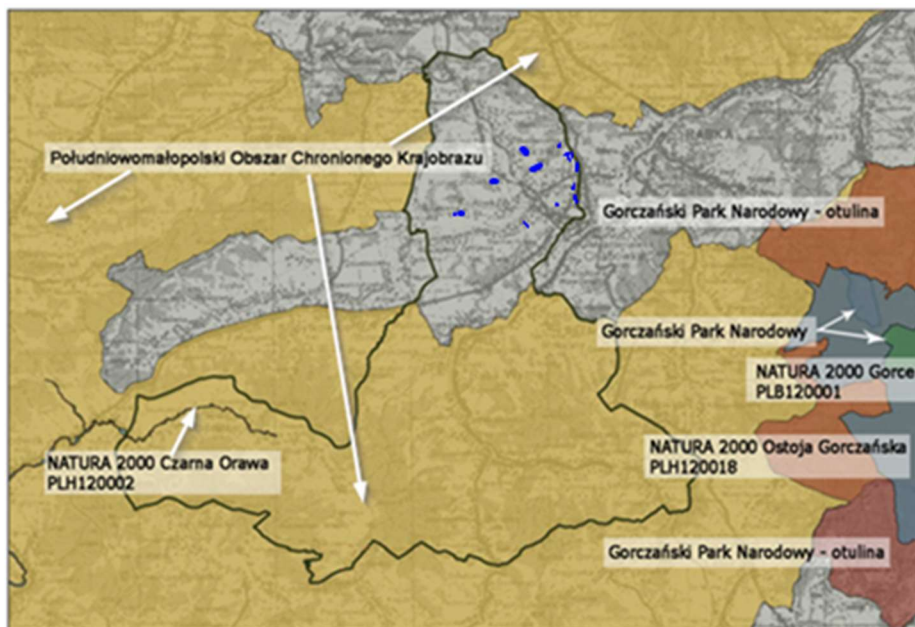 Południowomałopolski Obszar Chronionego Krajobrazu
RABKA
Gorczański Park Narodowy - otulina
Gorczański Park Narodowy
NATURA 2000 Gorce
PLB120001
NATURA 2000 Ostoja Gorczańska
PLH120018
NATURA 2000 Czarna Orawa
PLH120002
Gorczański Park Narodowy - otulina